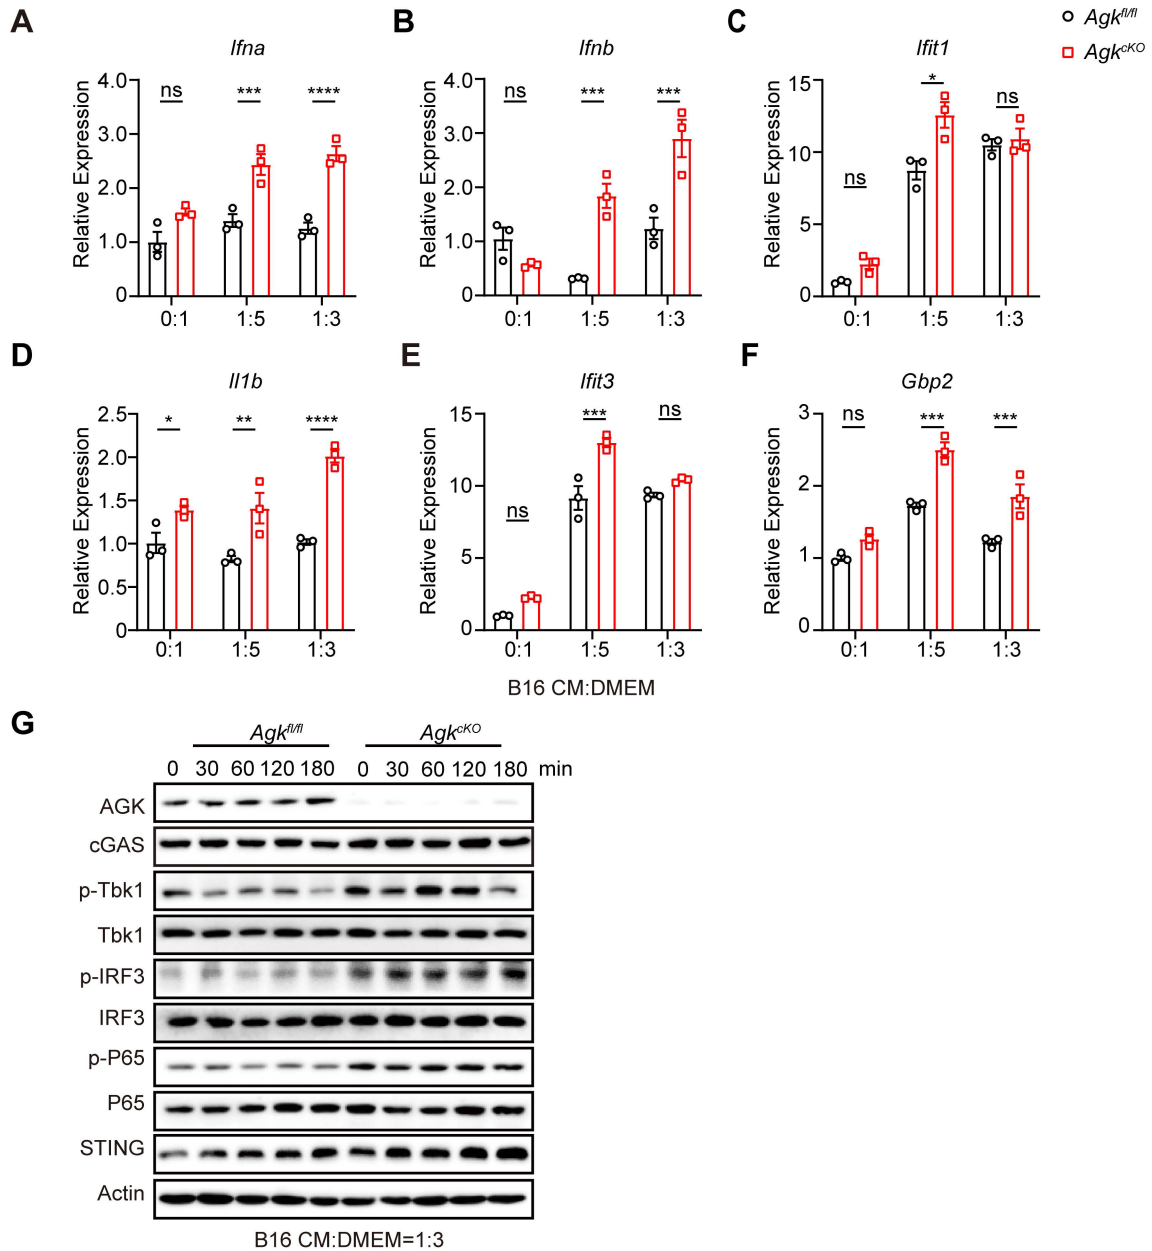 A
B
C
Agkfl/fl
AgkcKO
Ifna
Ifnb
Ifit1
Relative Expression
4.0
3.0
2.0
1.0
0
ns
***
****
0:1
1:5
1:3
Relative Expression
4.0
3.0
2.0
1.0
0
ns
***
***
0:1
1:5
1:3
Relative Expression
15
10
5
0
ns
*
ns
0:1
1:5
1:3
D
E
F
Il1b
Ifit3
Gbp2
Relative Expression
2.5
2.0
1.5
1.0
0.5
0
*
**
****
0:1
1:5
1:3
Relative Expression
15
10
5
0
ns
***
ns
0:1
1:5
1:3
Relative Expression
3
2
1
0
ns
***
***
0:1
1:5
1:3
B16 CM:DMEM
G
Agkfl/fl
AgkcKO
0 30 60 120 180 0 30 60 120 180 min
AGK
cGAS
p-Tbk1
Tbk1
p-IRF3
IRF3
p-P65
P65
STING
Actin
B16 CM:DMEM=1:3